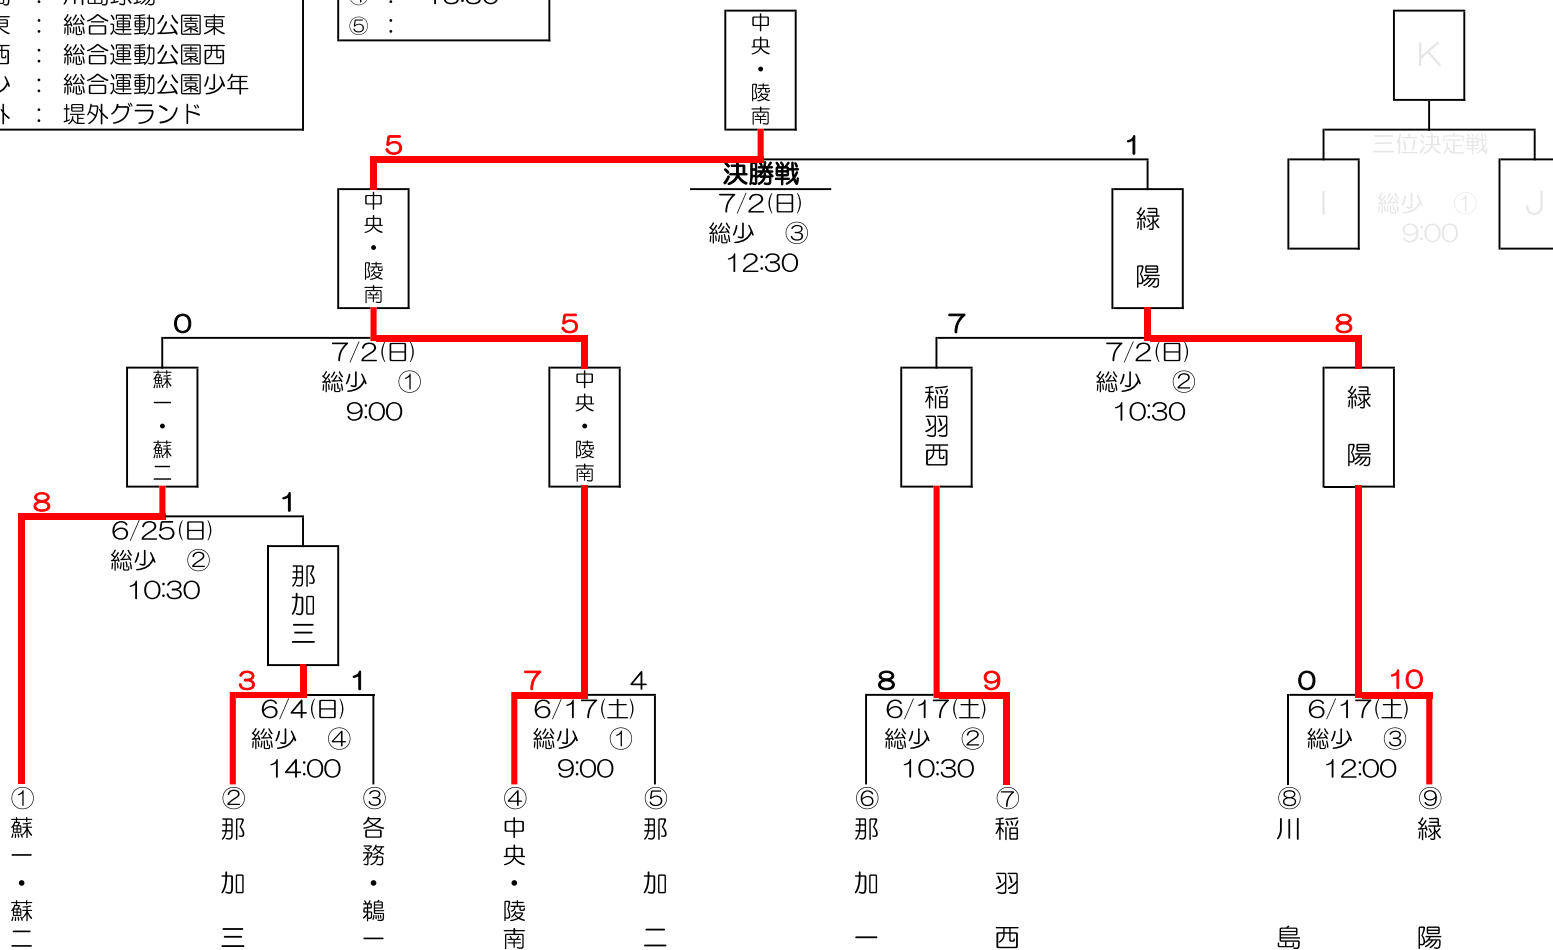 東 : 総合運動公園東
西 : 総合運動公園西
少 : 総合運動公園少年
外 : 堤外グランド
⑤ :
中央・陵南
K
5
1
三位決定戦
決勝戦
7/2(日)
総少 ③
12:30
中央・陵南
緑陽
I
総少 ①
9:00
J
0
5
7
8
7/2(日)
総少 ①
9:00
7/2(日)
総少 ②
10:30
蘇一・蘇二
中央・陵南
稲羽西
緑陽
8
1
6/25(日)
総少 ②
10:30
那加三
3
1
7
4
8
9
0
10
6/4(日)
総少 ④
14:00
6/17(土)
総少 ①
9:00
6/17(土)
総少 ②
10:30
6/17(土)
総少 ③
12:00
①
蘇一・蘇二
②
那加三
③
各務・鵜一
④
中央・陵南
⑤
那加二
⑥
那加一
⑦
稲羽西
⑧
川島
⑨
緑陽